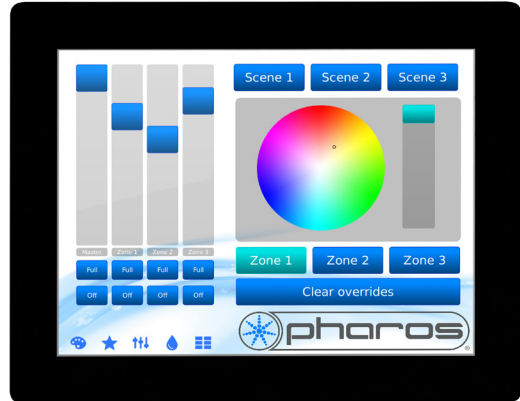 Scene 1 Scene 2 Scene 3
Master Zone 1 Zone 2 Zone 3
Full Full Full Full
Off Off Off Off
Zone 1 Zone 2 Zone 3
Clear overrides
pharos®